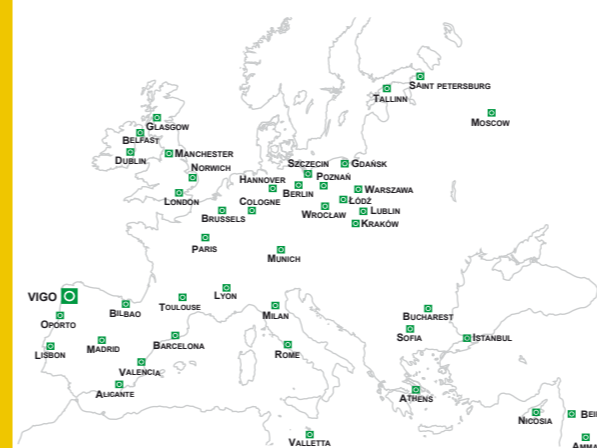 SAINT PETERSBURG
TALLINN
MOSCOW
GLASGOW
BELFAST
DUBLIN
MANCHESTER
NORWICH
LONDON
SZCZECIN
GDAŃSK
HANNOVER
POZNAŃ
BERLIN
WARSZAWA
ŁÓDŹ
COLOGNE
BRUSSELS
WROCŁAW
LUBLIN
KRAKÓW
PARIS
MUNICH
VIGO
LYON
TOULOUSE
BILBAO
OPORTO
MILAN
BUCHAREST
SOFIA
ISTANBUL
LISBON
MADRID
BARCELONA
ROME
VALENCIA
ALICANTE
ATHENS
NICOSIA
VALLETTA